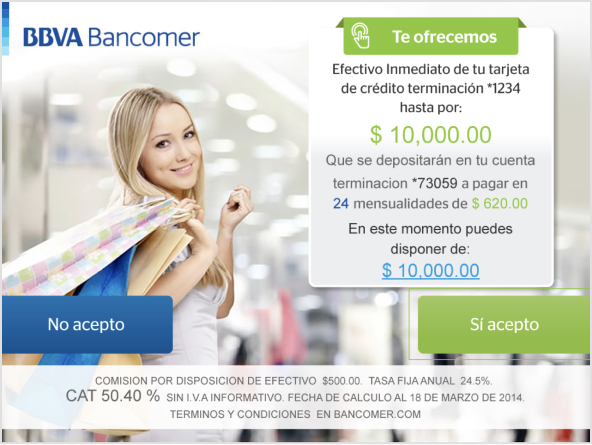 BBVA Bancomer
Te ofrecemos
Efectivo Inmediato de tu tarjeta
de crédito terminación *1234
hasta por:
$ 10,000.00
Que se depositarán en tu cuenta
terminacion *73059 a pagar en
24 mensualidades de $ 620.00
En este momento puedes
disponer de:
$ 10,000.00
No acepto
Sí acepto
COMISION POR DISPOSICION DE EFECTIVO $500.00. TASA FIJA ANUAL 24.5%.
CAT 50.40 % SIN I.V.A INFORMATIVO. FECHA DE CALCULO AL 18 DE MARZO DE 2014.
TERMINOS Y CONDICIONES EN BANCOMER.COM